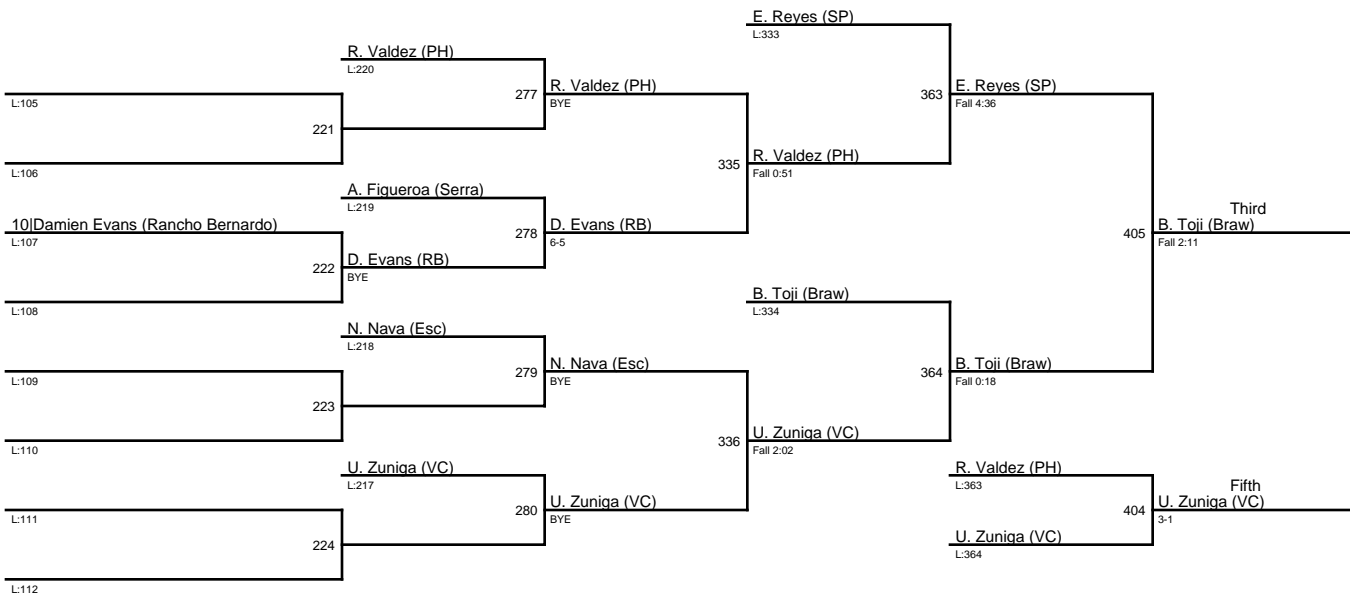 E. Reyes (SP)
L:333
R. Valdez (PH)
L:220
277
R. Valdez (PH)
BYE
363
E. Reyes (SP)
Fall 4:36
L:105
221
L:106
335
R. Valdez (PH)
Fall 0:51
A. Figueroa (Serra)
L:219
10|Damien Evans (Rancho Bernardo)
L:107
278
D. Evans (RB)
6-5
405
Third
B. Toji (Braw)
Fall 2:11
222
D. Evans (RB)
BYE
L:108
B. Toji (Braw)
L:334
N. Nava (Esc)
L:218
L:109
279
N. Nava (Esc)
BYE
364
B. Toji (Braw)
Fall 0:18
223
L:110
336
U. Zuniga (VC)
Fall 2:02
U. Zuniga (VC)
L:217
R. Valdez (PH)
L:363
L:111
280
U. Zuniga (VC)
BYE
404
Fifth
U. Zuniga (VC)
3-1
224
U. Zuniga (VC)
L:364
L:112